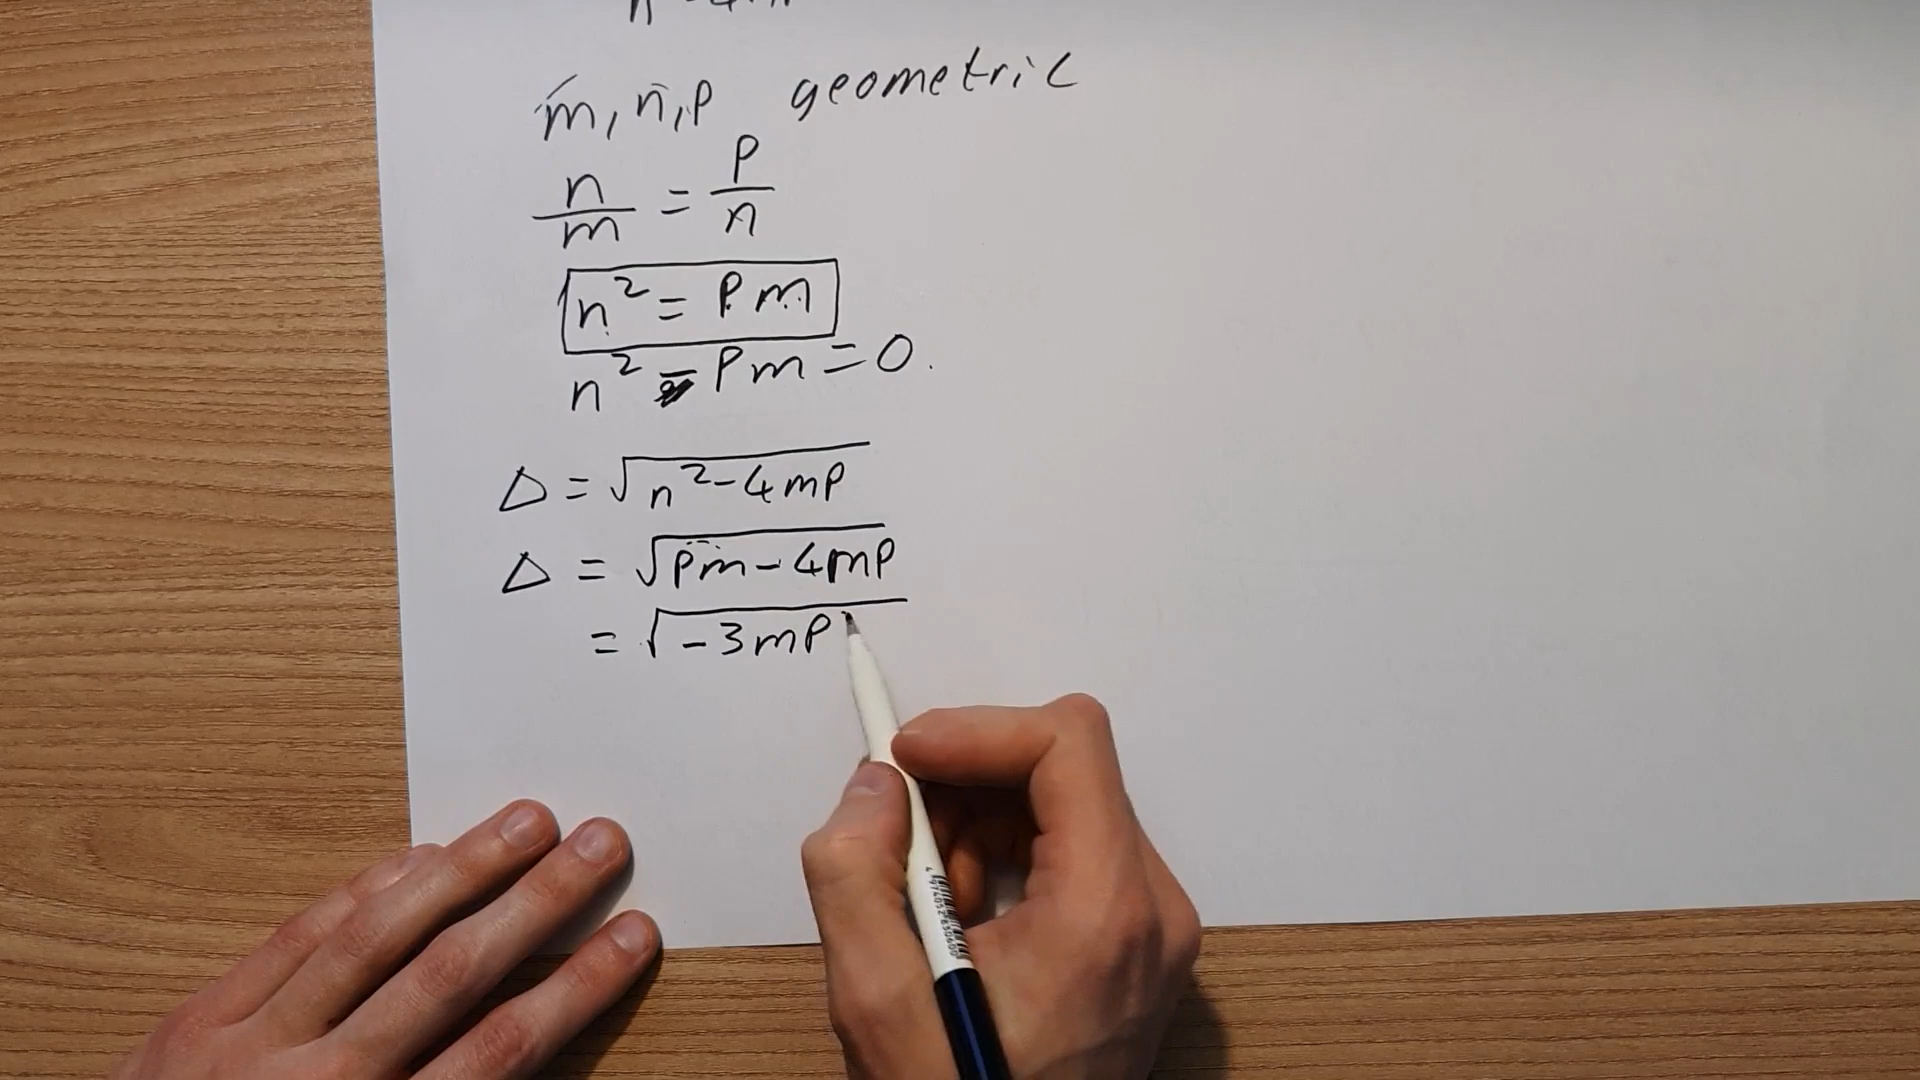 m, n, p geometric
n/m = p/n
n² = Pm
n² - Pm = 0.
Δ = √n²-4mp
Δ = √pm-4mp
= √-3mp